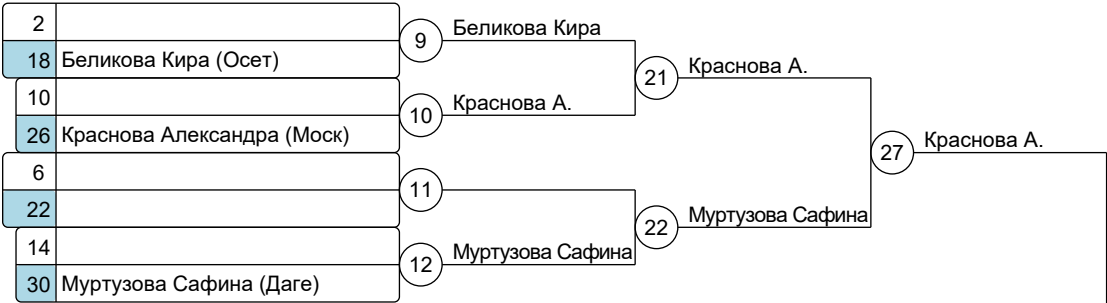 2
18 Беликова Кира (Осет)
10
26 Краснова Александра (Моск)
6
22
14
30 Муртузова Сафина (Даге)
9 Беликова Кира
10 Краснова А.
11
12 Муртузова Сафина
21 Краснова А.
22 Муртузова Сафина
27 Краснова А.